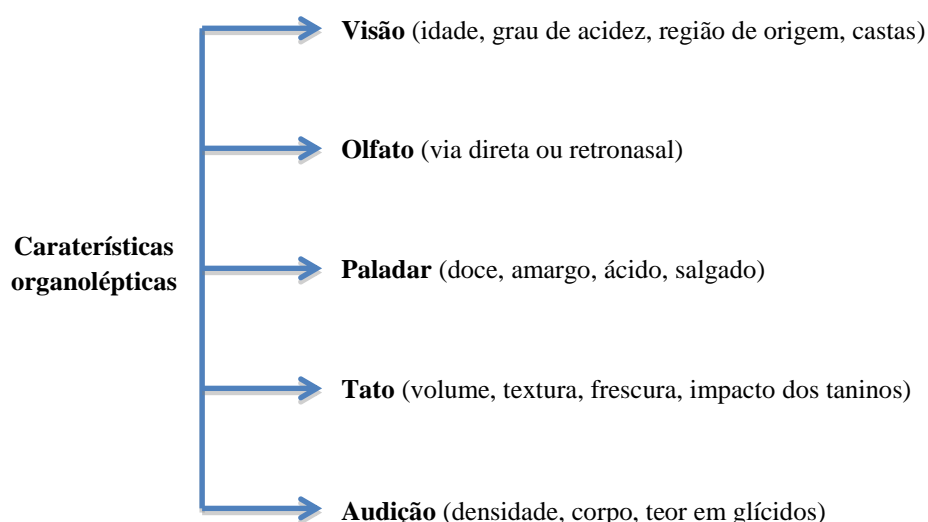 Visão (idade, grau de acidez, região de origem, castas)
Olfato (via direta ou retronasal)
Caraterísticas
organolépticas
Paladar (doce, amargo, ácido, salgado)
Tato (volume, textura, frescura, impacto dos taninos)
Audição (densidade, corpo, teor em glícidos)